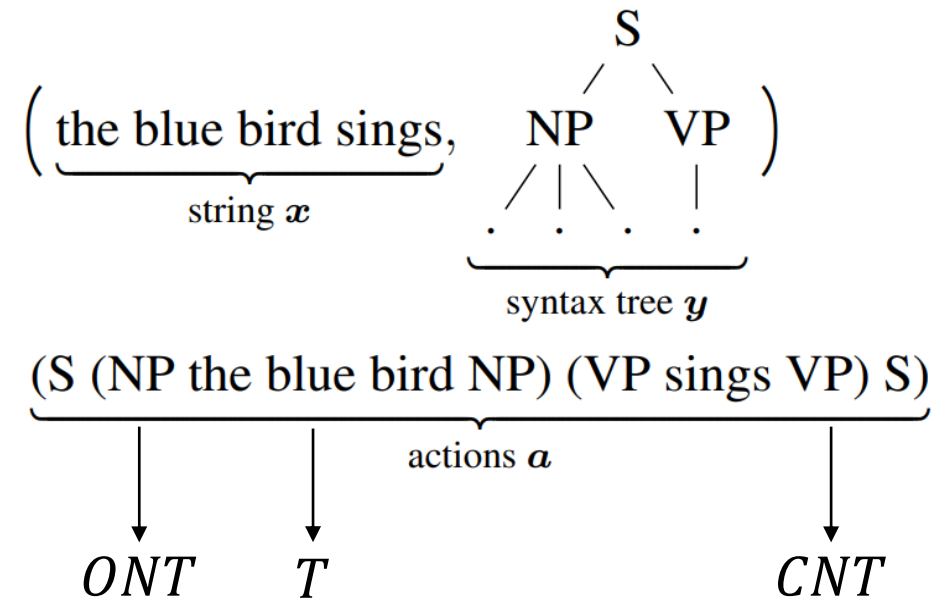 S
( the blue bird sings, NP VP )
string x
. . . .
syntax tree y
(S (NP the blue bird NP) (VP sings VP) S)
actions a
ONT T CNT